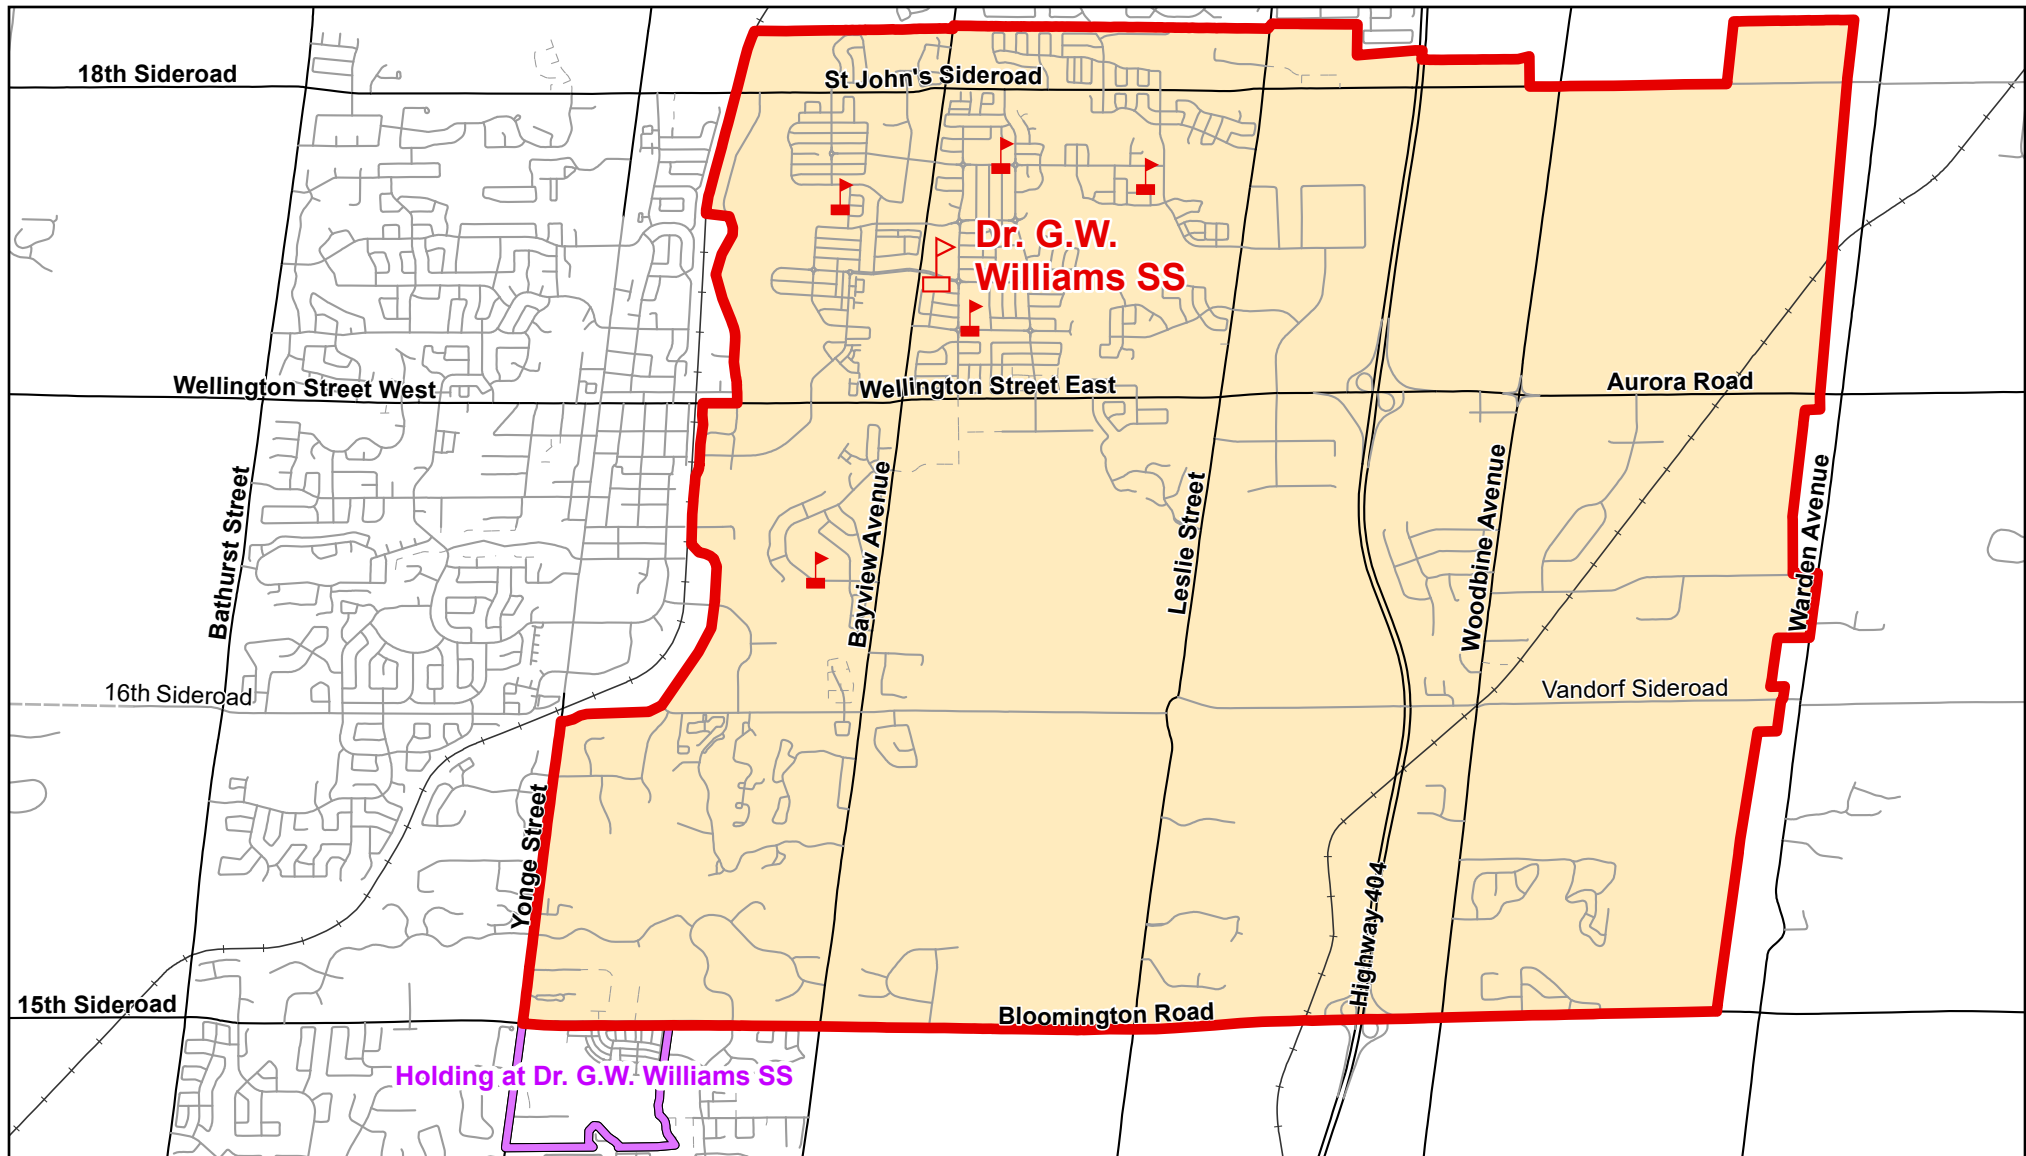 18th Sideroad
St John's Sideroad
Dr. G.W.
Williams SS
Wellington Street West
Wellington Street East
Aurora Road
Bathurst Street
Bayview Avenue
Leslie Street
Woodbine Avenue
Warden Avenue
16th Sideroad
Vandorf Sideroad
Yonge Street
Highway 404
15th Sideroad
Bloomington Road
Holding at Dr. G.W. Williams SS